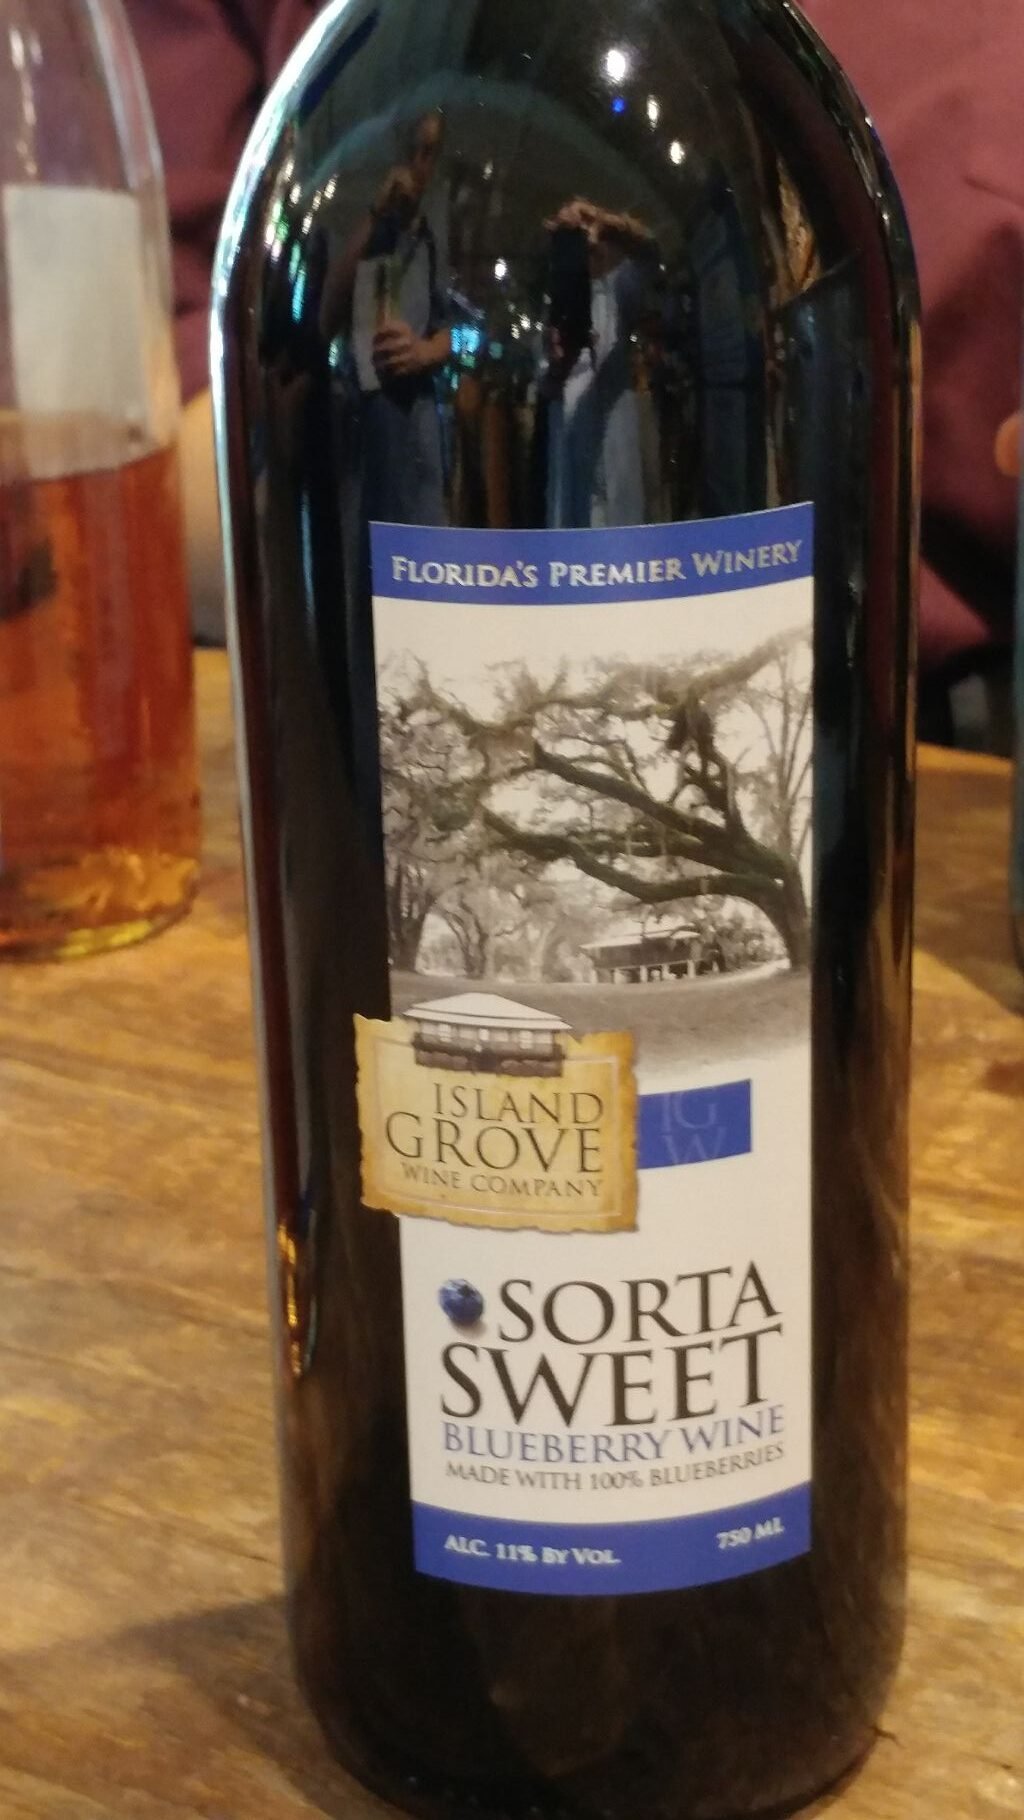 FLORIDA'S PREMIER WINERY
ISLAND
GROVE
WINE COMPANY
IG
W
SORTA
SWEET
BLUEBERRY WINE
MADE WITH 100% BLUEBERRIES
ALC. 11% BY VOL.
750 ML